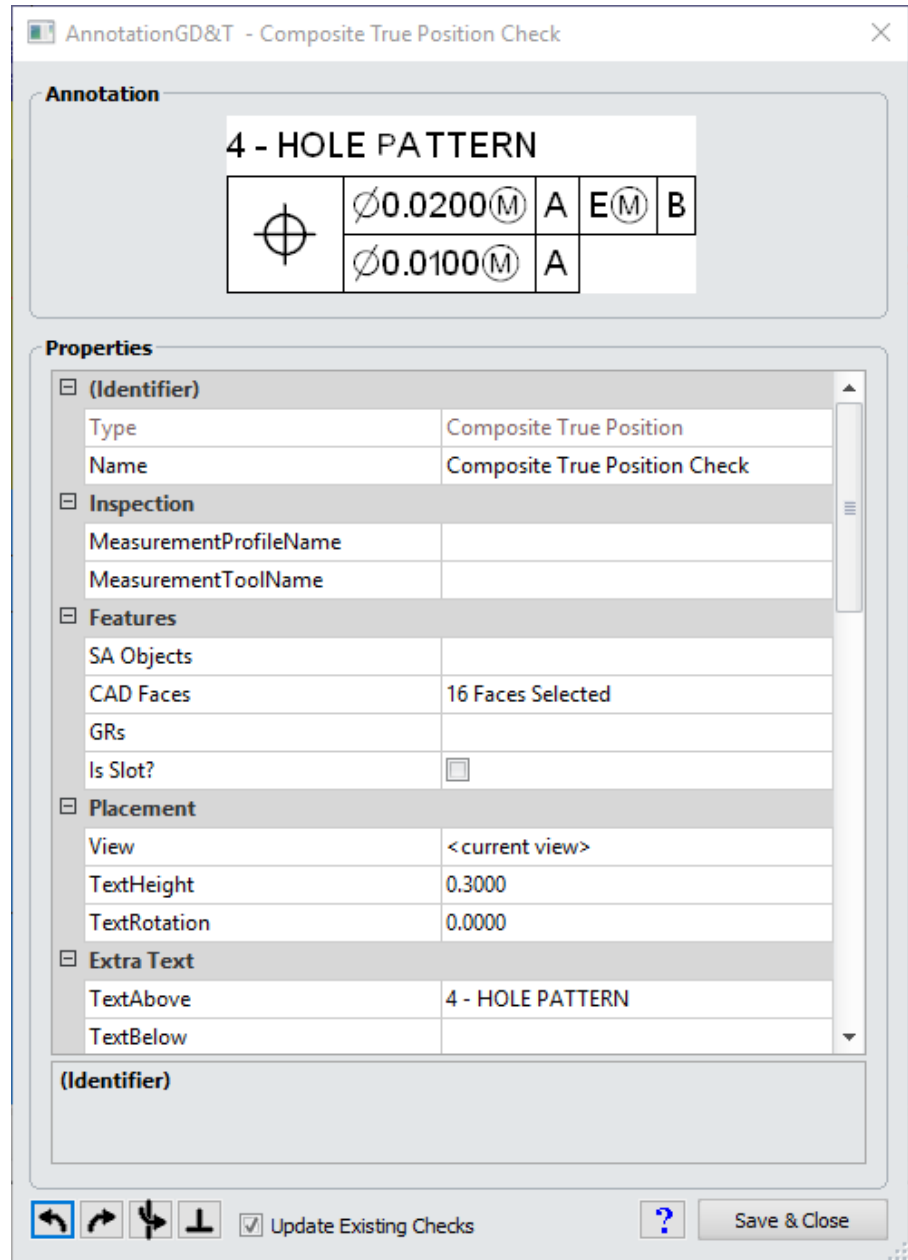 AnnotationGD&T - Composite True Position Check
Annotation
4 - HOLE PATTERN
∅0.0200Ⓜ A EⓂ B
∅0.0100Ⓜ A
Properties
(Identifier)
Type Composite True Position
Name Composite True Position Check
Inspection
MeasurementProfileName
MeasurementToolName
Features
SA Objects
CAD Faces 16 Faces Selected
GRs
Is Slot?
Placement
View <current view>
TextHeight 0.3000
TextRotation 0.0000
Extra Text
TextAbove 4 - HOLE PATTERN
TextBelow
(Identifier)
Update Existing Checks ? Save & Close